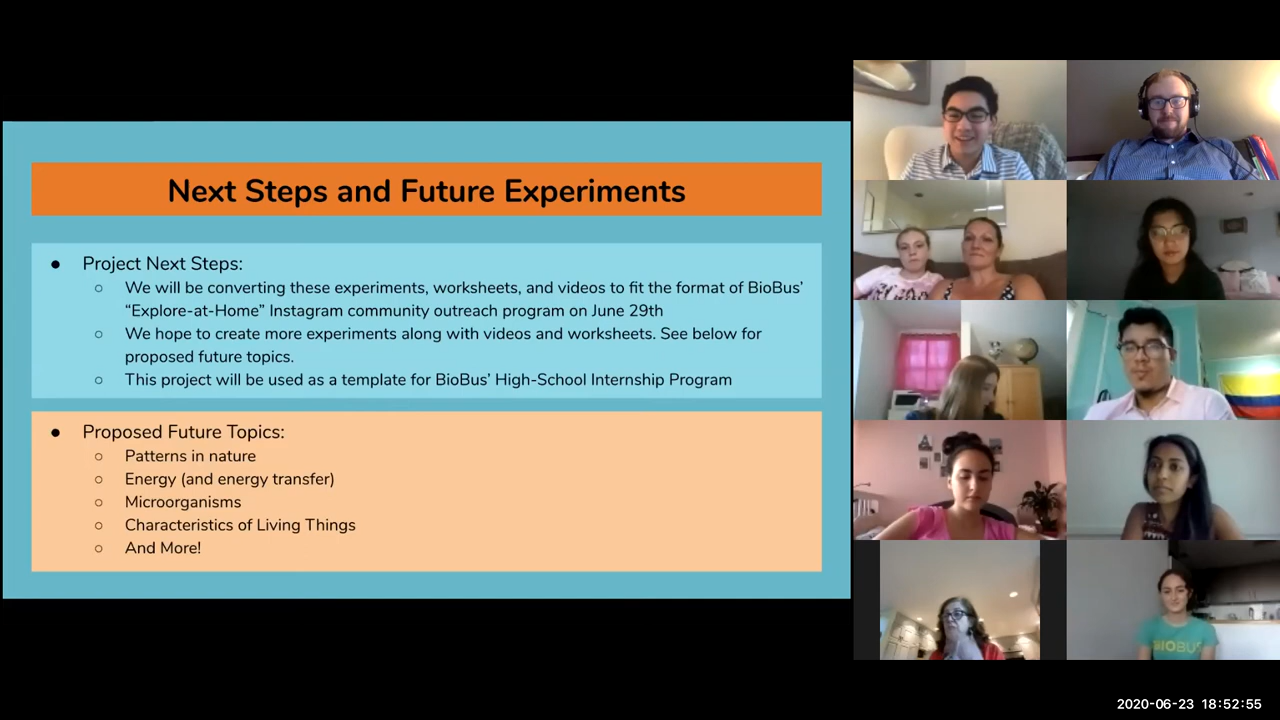 Next Steps and Future Experiments
● Project Next Steps:
○ We will be converting these experiments, worksheets, and videos to fit the format of BioBus’
“Explore-at-Home” Instagram community outreach program on June 29th
○ We hope to create more experiments along with videos and worksheets. See below for
proposed future topics.
○ This project will be used as a template for BioBus’ High-School Internship Program
● Proposed Future Topics:
○ Patterns in nature
○ Energy (and energy transfer)
○ Microorganisms
○ Characteristics of Living Things
○ And More!
BIOBUS
2020-06-23 18:52:55